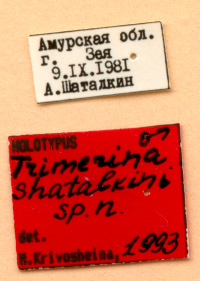 Амурская обл.
г. Зея
9.IX.1981
А.Шаталкин
HOLOTYPUS ♂
Trimerina
shatalkini
sp.n.
det.
M.Krivosheina, 1993